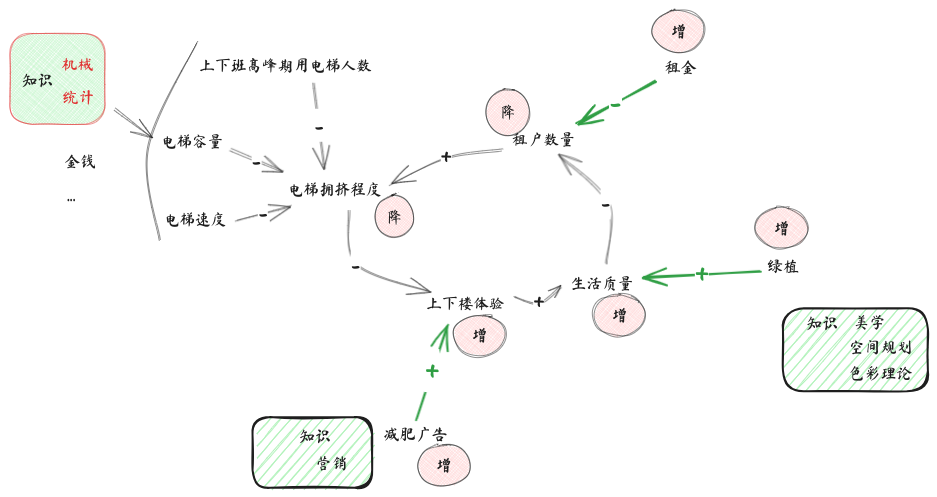 知识 机械
统计
金钱
...
上下班高峰期用电梯人数
-
电梯容量
-
电梯速度
-
电梯拥挤程度
降
增
租金
-
降
租户数量
+
-
-
上下楼体验
增
+
生活质量
增
+
增
绿植
知识 美学
空间规划
色彩理论
+
减肥广告
增
知识
营销